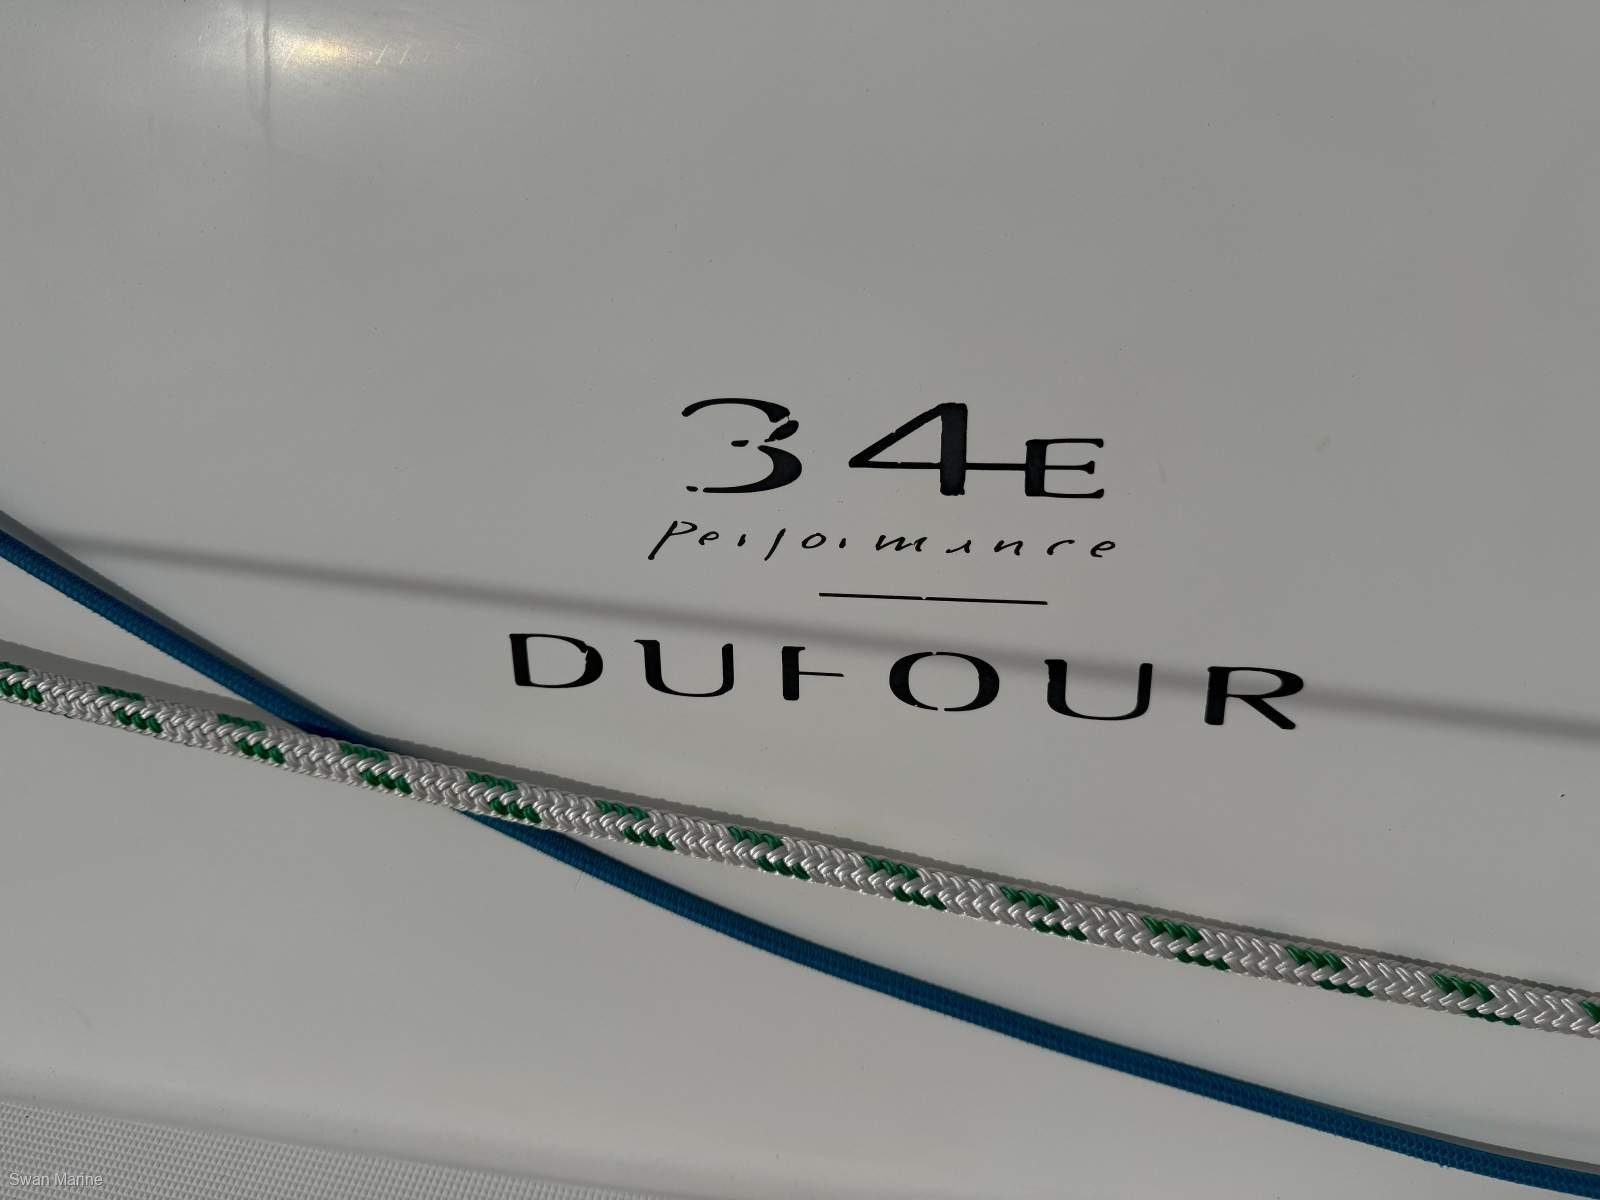 34E
Performance
DUFOUR
Swan Marine